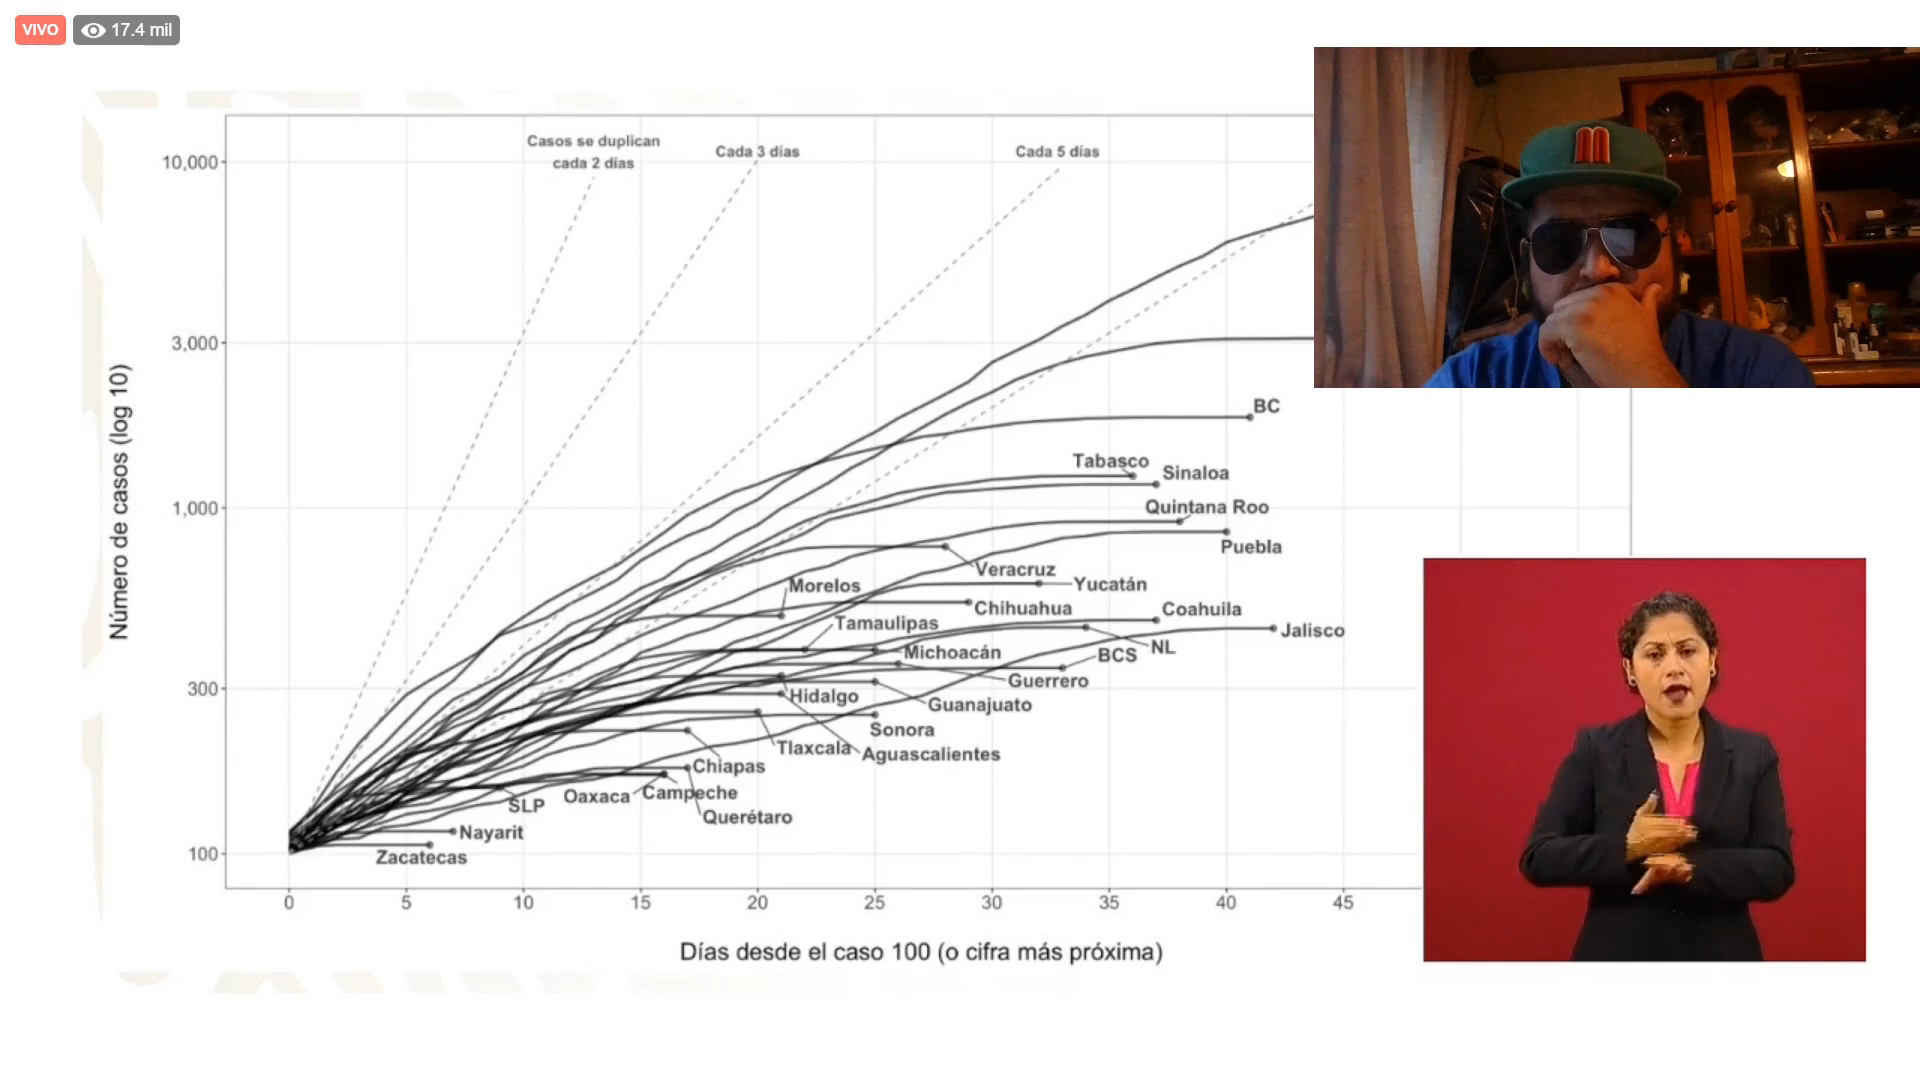 VIVO
17.4 mil
Casos se duplican
cada 2 días
Cada 3 días
Cada 5 días
10,000
3,000
1,000
300
100
Número de casos (log 10)
BC
Tabasco
Sinaloa
Quintana Roo
Puebla
Veracruz
Yucatán
Morelos
Chihuahua
Coahuila
Tamaulipas
Jalisco
Michoacán
NL
BCS
Guerrero
Hidalgo
Guanajuato
Sonora
Tlaxcala
Aguascalientes
Chiapas
Campeche
Oaxaca
SLP
Querétaro
Nayarit
Zacatecas
0 5 10 15 20 25 30 35 40 45
Días desde el caso 100 (o cifra más próxima)